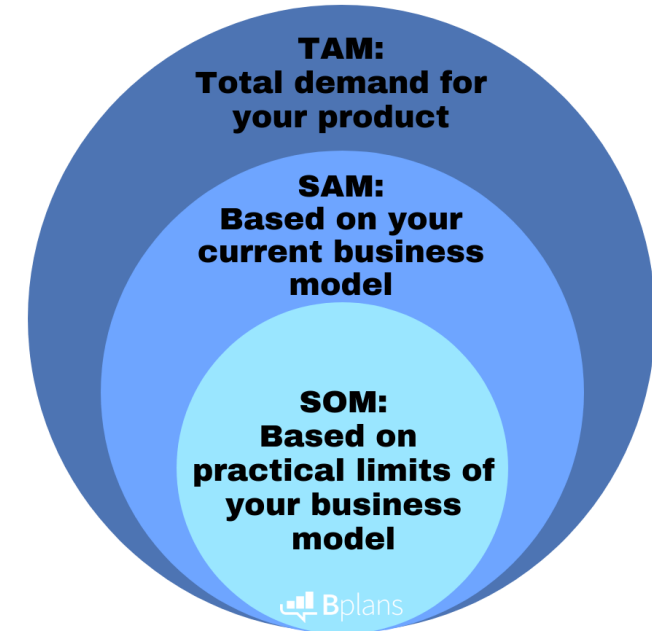 TAM:
Total demand for
your product
SAM:
Based on your
current business
model
SOM:
Based on
practical limits of
your business
model
Bplans